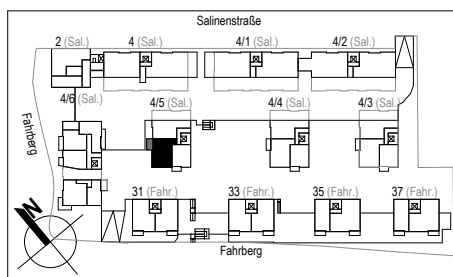 Salinenstraße
2 (Sal.) 4 (Sal.) 4/1 (Sal.) 4/2 (Sal.)
4/6 (Sal.) 4/5 (Sal.) 4/4 (Sal.) 4/3 (Sal.)
Fahrberg
31 (Fahr.) 33 (Fahr.) 35 (Fahr.) 37 (Fahr.)
N
Fahrberg